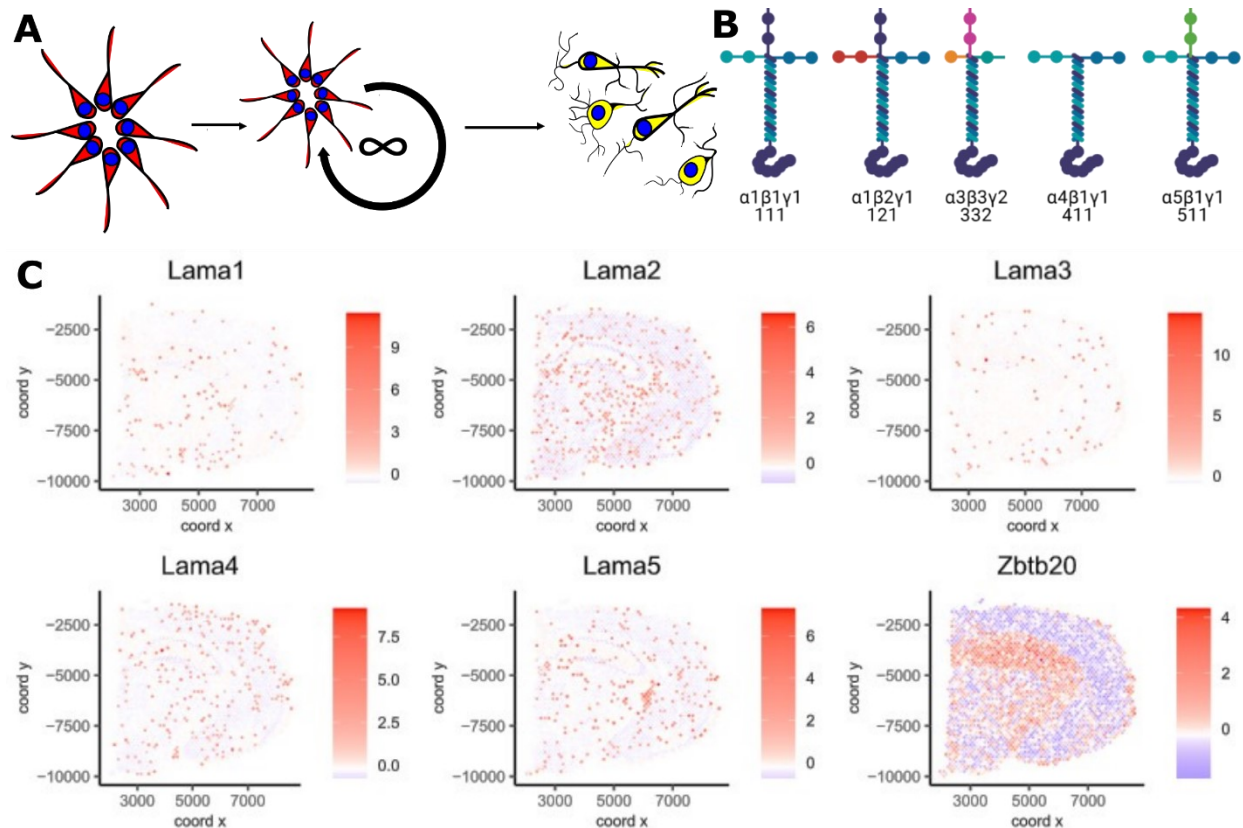 A
B
α1β1γ1
111
α1β2γ1
121
α3β3γ2
332
α4β1γ1
411
α5β1γ1
511
C
Lama1
−2500
−5000
−7500
−10000
coord y
3000 5000 7000
coord x
9
6
3
0
Lama2
−2500
−5000
−7500
−10000
coord y
3000 5000 7000
coord x
6
4
2
0
Lama3
−2500
−5000
−7500
−10000
coord y
3000 5000 7000
coord x
10
5
0
Lama4
−2500
−5000
−7500
−10000
coord y
3000 5000 7000
coord x
7.5
5.0
2.5
0.0
Lama5
−2500
−5000
−7500
−10000
coord y
3000 5000 7000
coord x
6
4
2
0
Zbtb20
−2500
−5000
−7500
−10000
coord y
3000 5000 7000
coord x
4
2
0